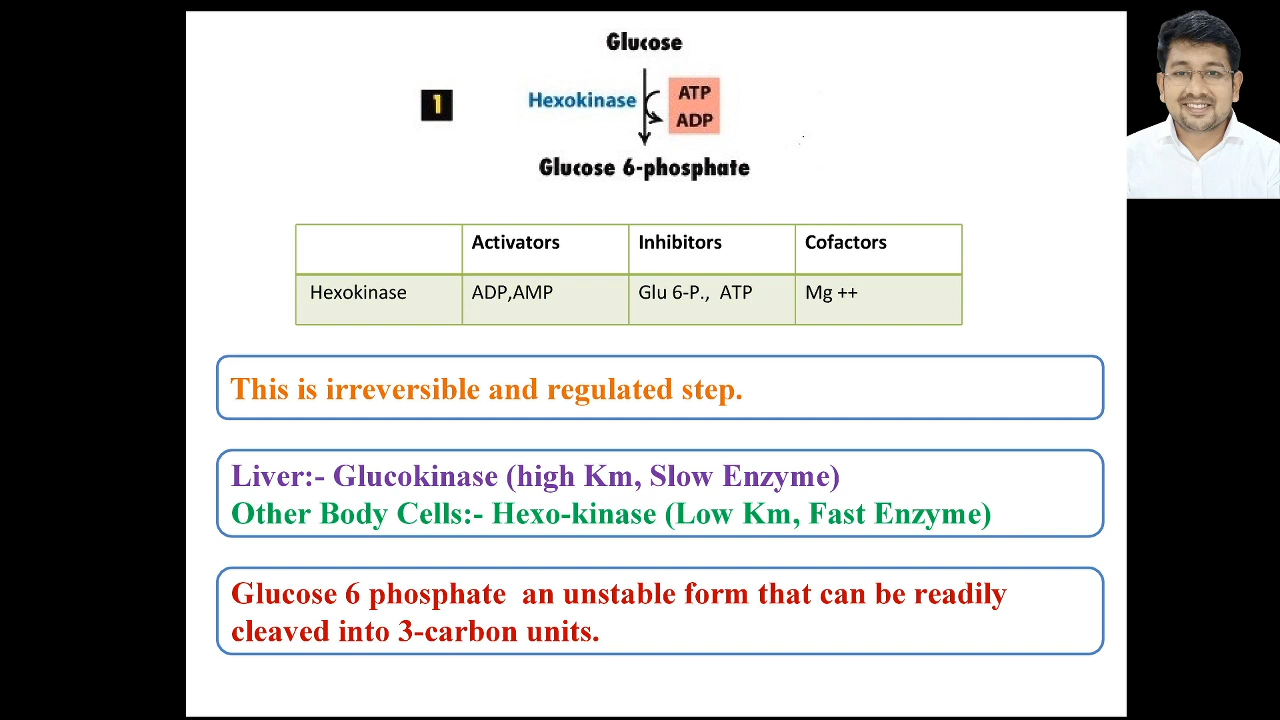 Glucose
1
Hexokinase
ATP
ADP
Glucose 6-phosphate
Activators Inhibitors Cofactors
Hexokinase ADP,AMP Glu 6-P., ATP Mg ++
This is irreversible and regulated step.
Liver:- Glucokinase (high Km, Slow Enzyme)
Other Body Cells:- Hexo-kinase (Low Km, Fast Enzyme)
Glucose 6 phosphate an unstable form that can be readily
cleaved into 3-carbon units.